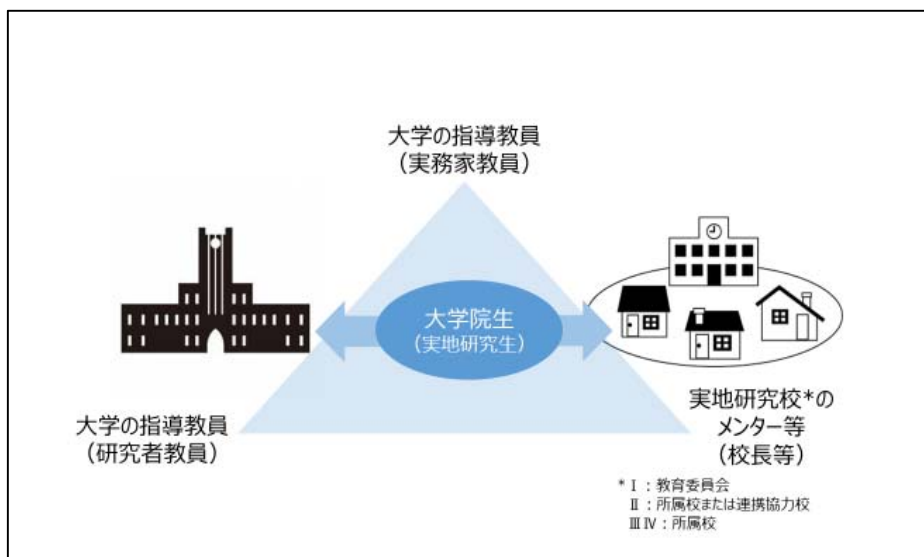 大学の指導教員
（実務家教員）
大学院生
（実地研究生）
大学の指導教員
（研究者教員）
実地研究校*の
メンター等
（校長等）
*Ⅰ：教育委員会
Ⅱ：所属校または連携協力校
ⅢⅣ：所属校